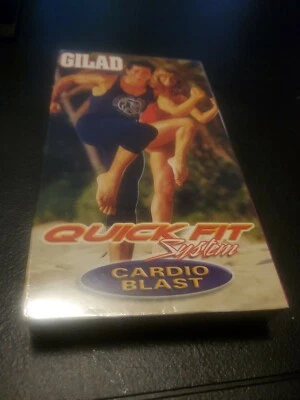 GILAD
QUICK FIT
System
CARDIO
BLAST